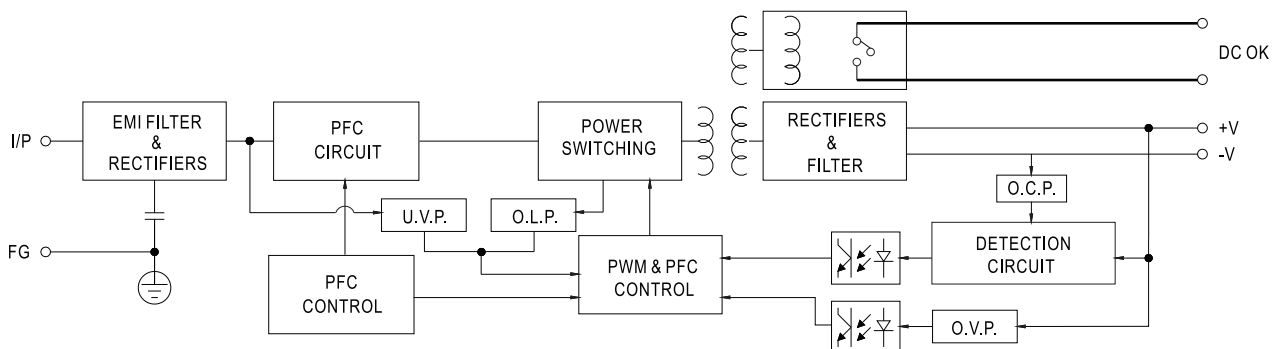 DC OK
I/P
EMI FILTER
&
RECTIFIERS
PFC
CIRCUIT
POWER
SWITCHING
RECTIFIERS
&
FILTER
+V
-V
O.C.P.
U.V.P.
O.L.P.
FG
PFC
CONTROL
PWM & PFC
CONTROL
DETECTION
CIRCUIT
O.V.P.